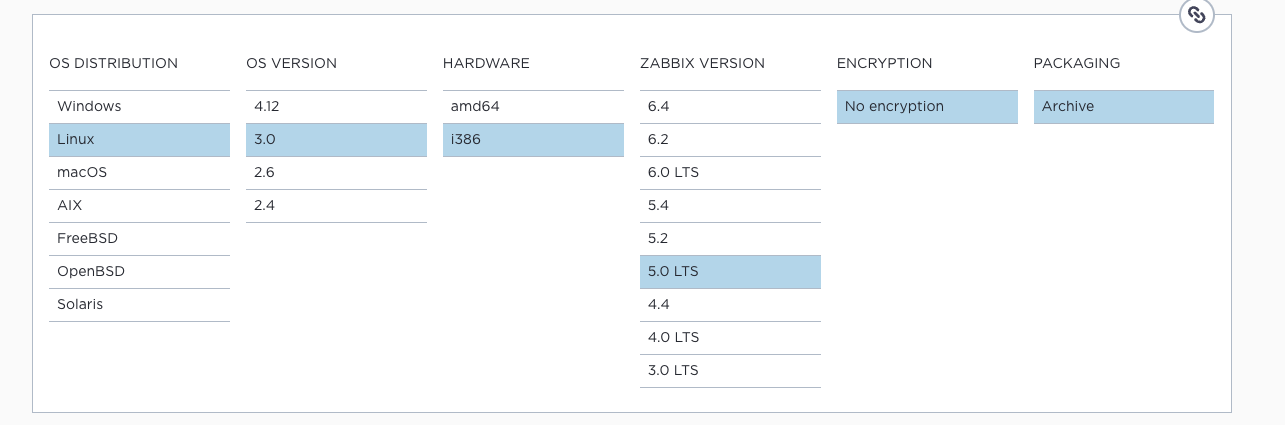 OS DISTRIBUTION OS VERSION HARDWARE ZABBIX VERSION ENCRYPTION PACKAGING
Windows 4.12 amd64 6.4 No encryption Archive
Linux 3.0 i386 6.2
macOS 2.6 6.0 LTS
AIX 2.4 5.4
FreeBSD 5.2
OpenBSD 5.0 LTS
Solaris 4.4
4.0 LTS
3.0 LTS